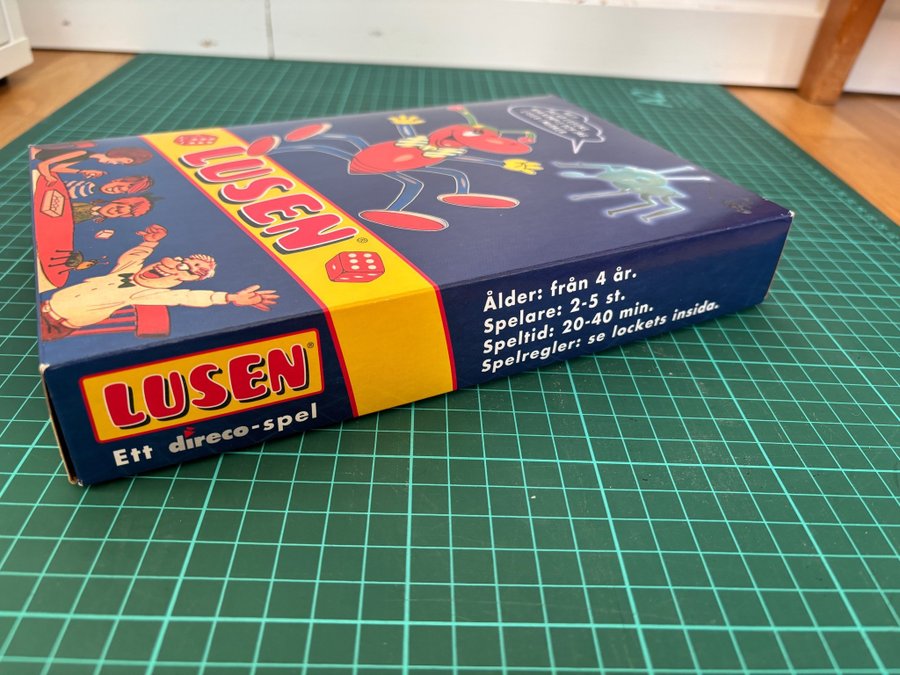 LUSEN®
LUSEN®
Ett direco-spel
Ålder: från 4 år.
Spelare: 2-5 st.
Speltid: 20-40 min.
Spelregler: se lockets insida.
A2